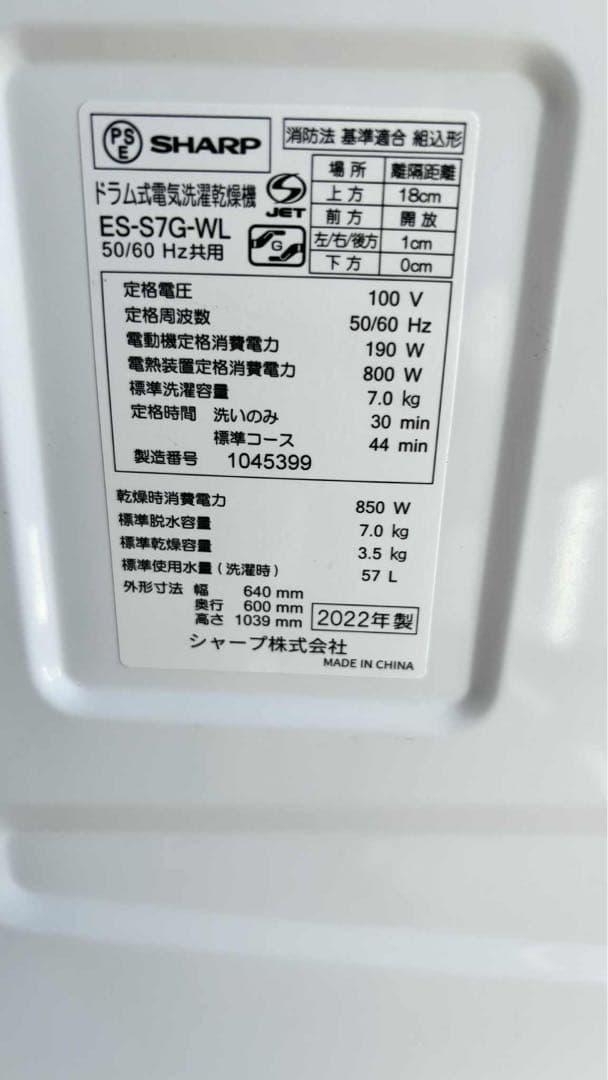 PSE SHARP
消防法 基準適合 組込形
場所 離隔距離
上方 18cm
前方 開放
左/右/後方 1cm
下方 0cm
ドラム式電気洗濯乾燥機
JET
ES-S7G-WL
50/60 Hz共用
G
定格電圧 100 V
定格周波数 50/60 Hz
電動機定格消費電力 190 W
電熱装置定格消費電力 800 W
標準洗濯容量 7.0 kg
定格時間 洗いのみ 30 min
標準コース 44 min
製造番号 1045399
乾燥時消費電力 850 W
標準脱水容量 7.0 kg
標準乾燥容量 3.5 kg
標準使用水量(洗濯時) 57 L
外形寸法 幅 640 mm
奥行 600 mm
高さ 1039 mm
2022年製
シャープ株式会社
MADE IN CHINA